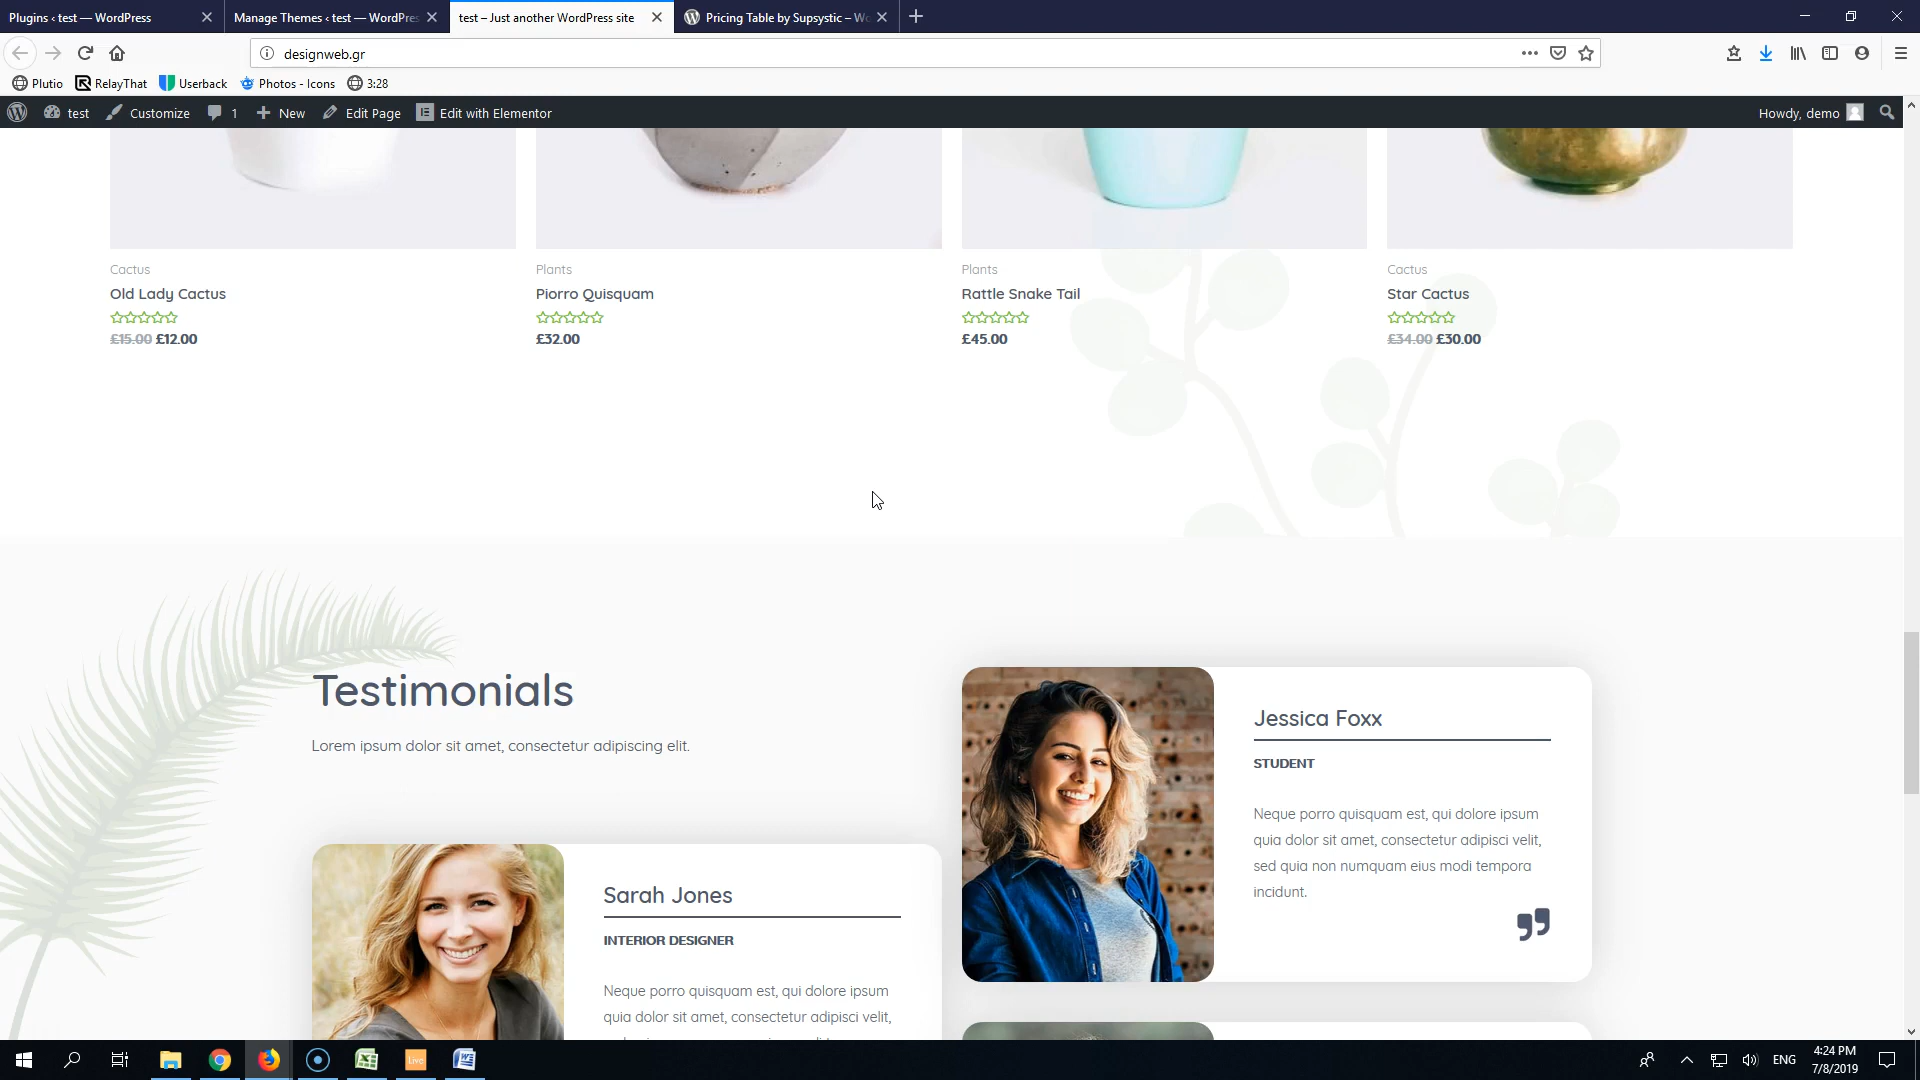 Plugins ‹ test — WordPress
Manage Themes ‹ test — WordPres
test – Just another WordPress site
Pricing Table by Supsystic – Wo
designweb.gr
Plutio
RelayThat
Userback
Photos - Icons
3:28
test
Customize
1
New
Edit Page
Edit with Elementor
Howdy, demo
Cactus
Old Lady Cactus
£15.00 £12.00
Plants
Piorro Quisquam
£32.00
Plants
Rattle Snake Tail
£45.00
Cactus
Star Cactus
£34.00 £30.00
Testimonials
Lorem ipsum dolor sit amet, consectetur adipiscing elit.
Jessica Foxx
STUDENT
Neque porro quisquam est, qui dolore ipsum
quia dolor sit amet, consectetur adipisci velit,
sed quia non numquam eius modi tempora
incidunt.
Sarah Jones
INTERIOR DESIGNER
Neque porro quisquam est, qui dolore ipsum
quia dolor sit amet, consectetur adipisci velit,
Live
ENG
4:24 PM
7/8/2019